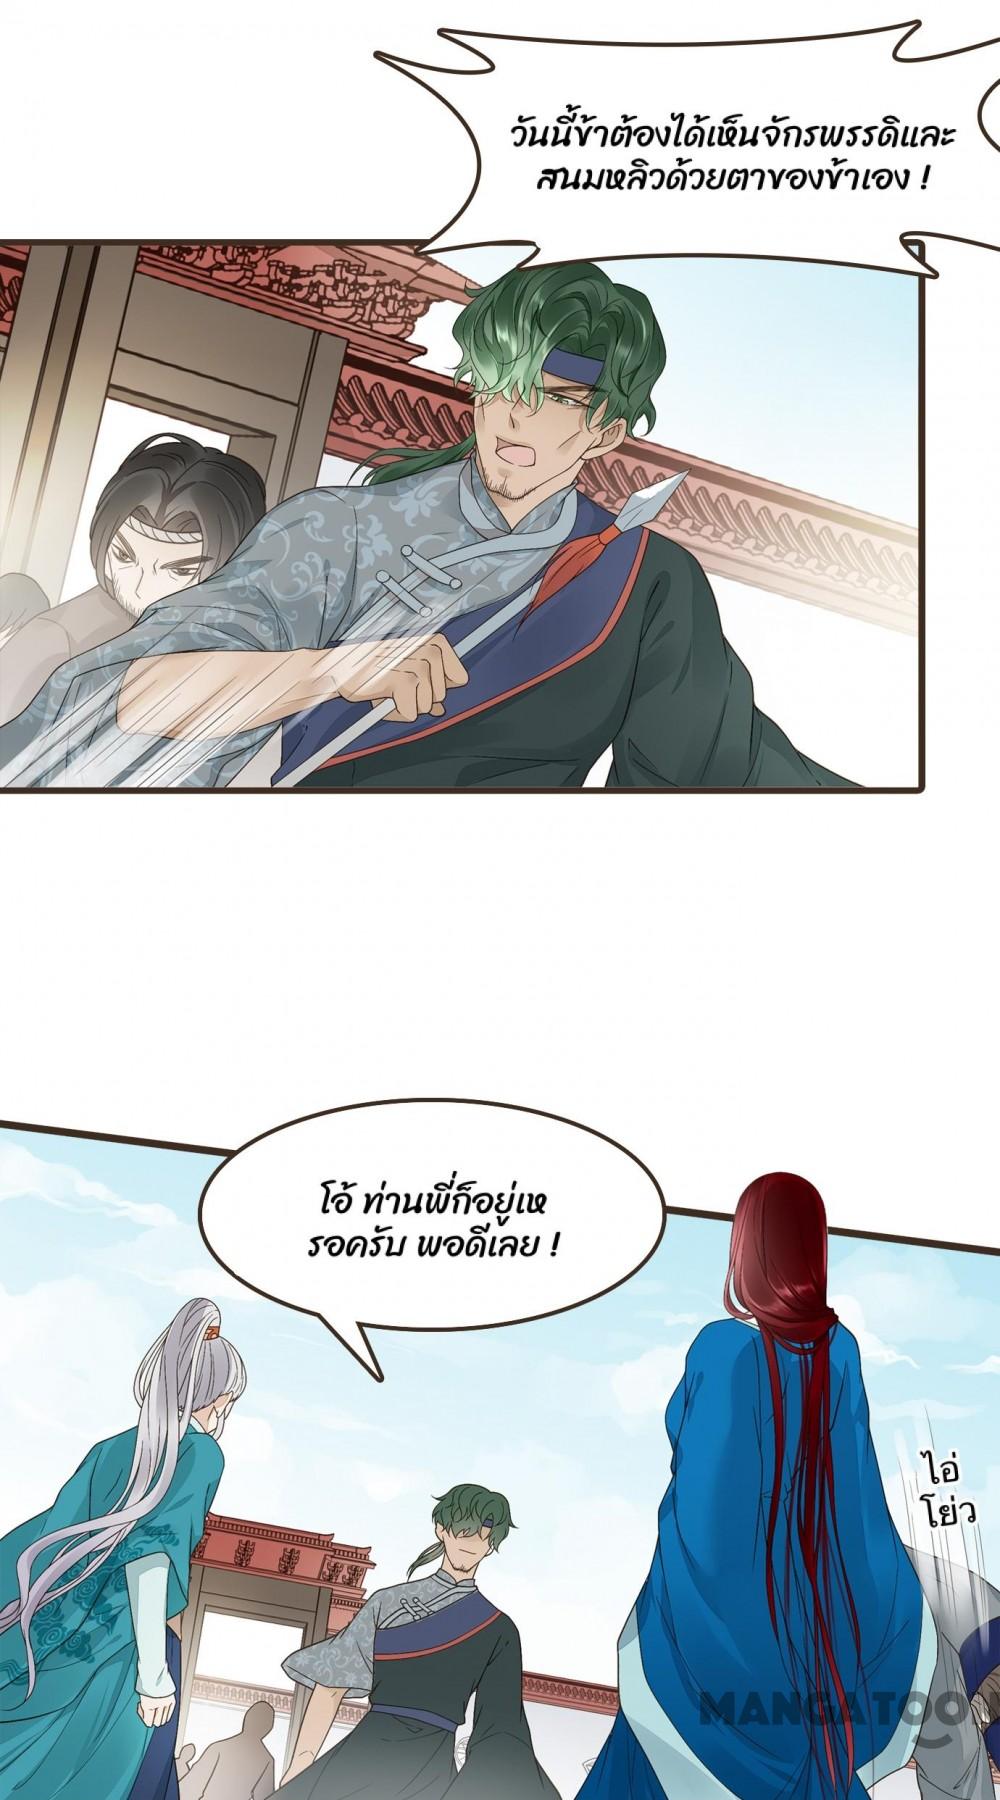 วันนี้ข้าต้องได้เห็นจักรพรรดิและ
สนมหลิวด้วยตาของข้าเอง !
โอ้ ท่านพี่ก็อยู่เห
รอครับ พอดีเลย !
ไอ่
โย่ว
MANGATOON